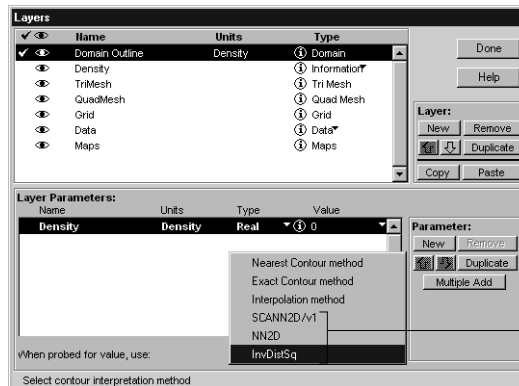 Layers
Name Units Type
Domain Outline Density Domain
Density Information
TriMesh Tri Mesh
QuadMesh Quad Mesh
Grid Grid
Data Data
Maps Maps
Done
Help
Layer:
New Remove
Duplicate
Copy Paste
Layer Parameters:
Name Units Type Value
Density Density Real 0
Parameter:
New Remove
Duplicate
Multiple Add
Nearest Contour method
Exact Contour method
Interpolation method
SCANN2D/v1
NN2D
InvDistSq
When probed for value, use:
Select contour interpretation method